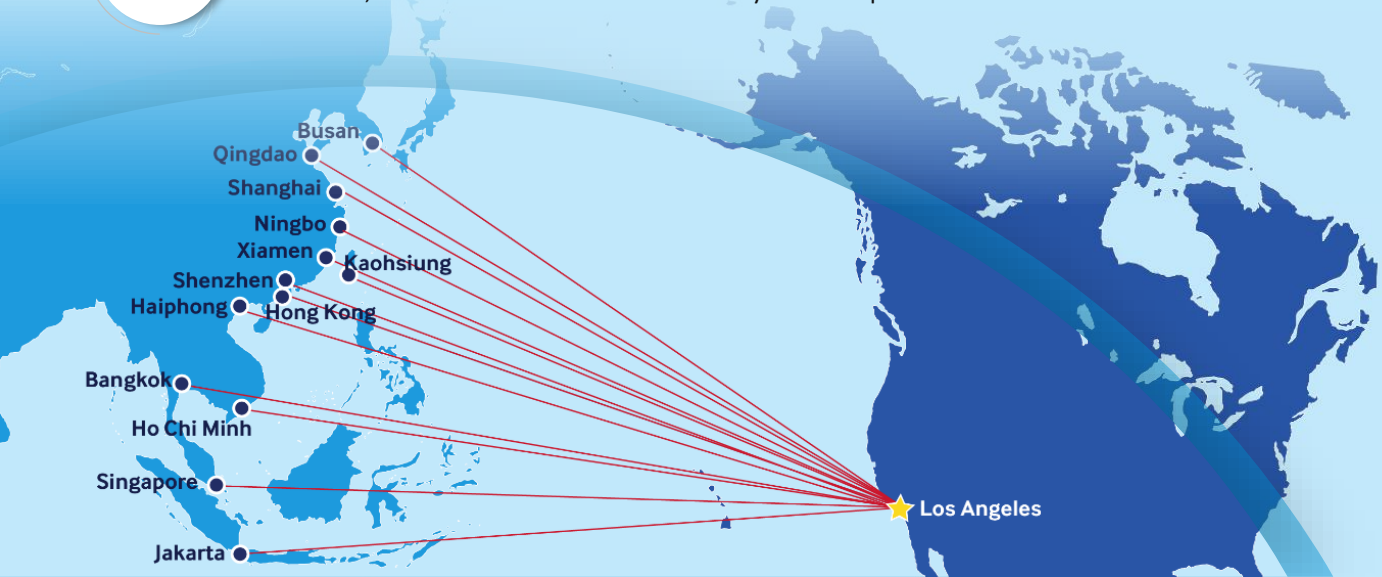 Busan
Qingdao
Shanghai
Ningbo
Xiamen
Kaohsiung
Shenzhen
Haiphong
Hong Kong
Bangkok
Ho Chi Minh
Singapore
Los Angeles
Jakarta